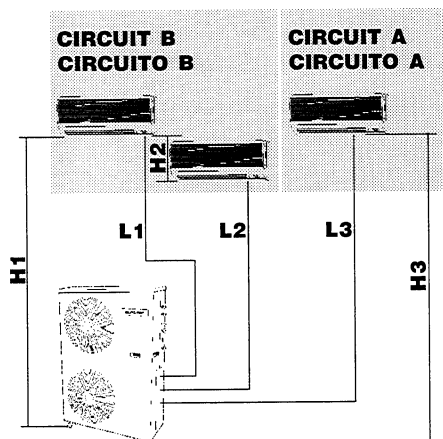 CIRCUIT B
CIRCUITO B
CIRCUIT A
CIRCUITO A
H2
L1
L2
L3
H1
H3